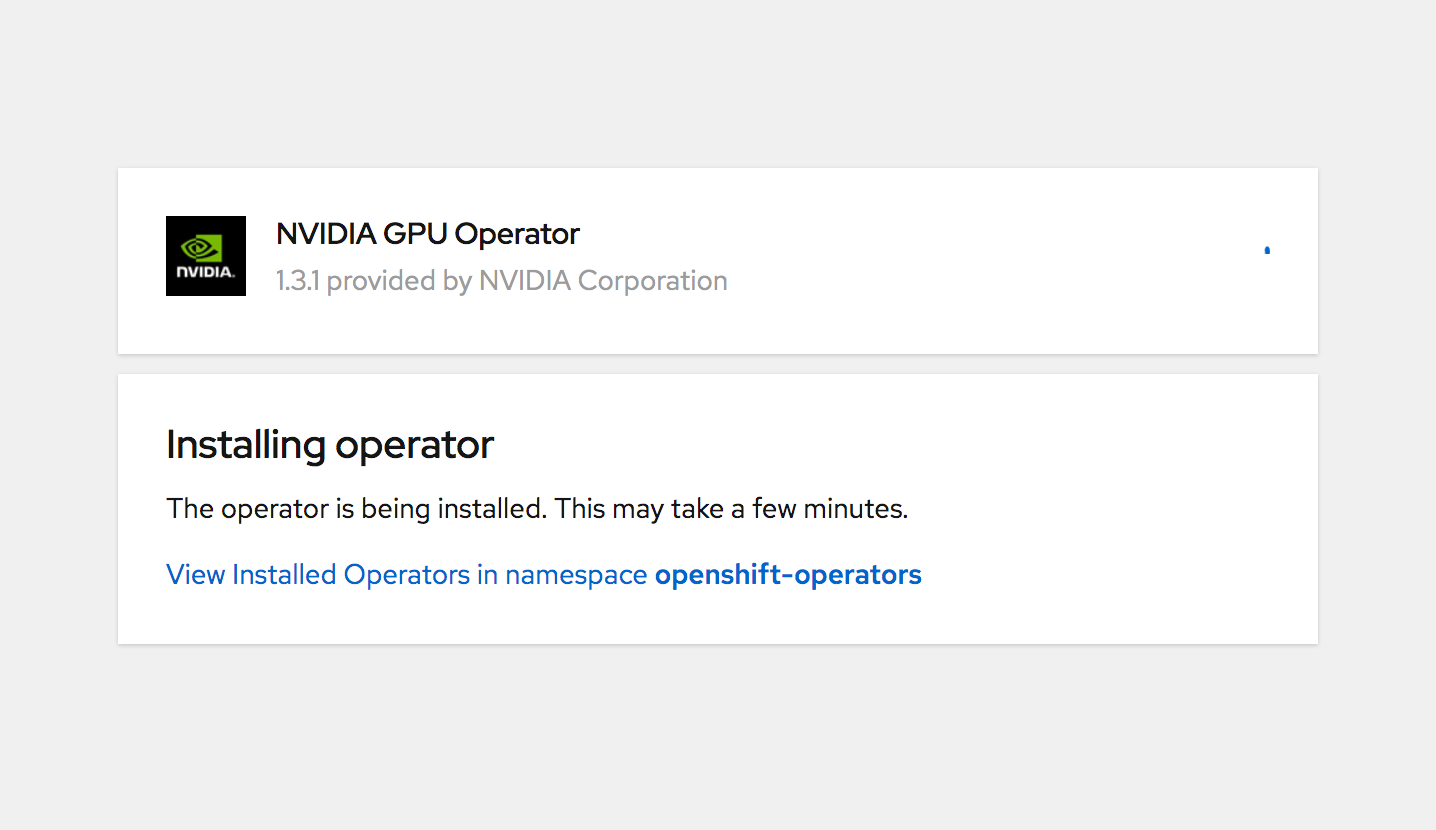 NVIDIA.
NVIDIA GPU Operator
1.3.1 provided by NVIDIA Corporation
Installing operator
The operator is being installed. This may take a few minutes.
View Installed Operators in namespace openshift-operators